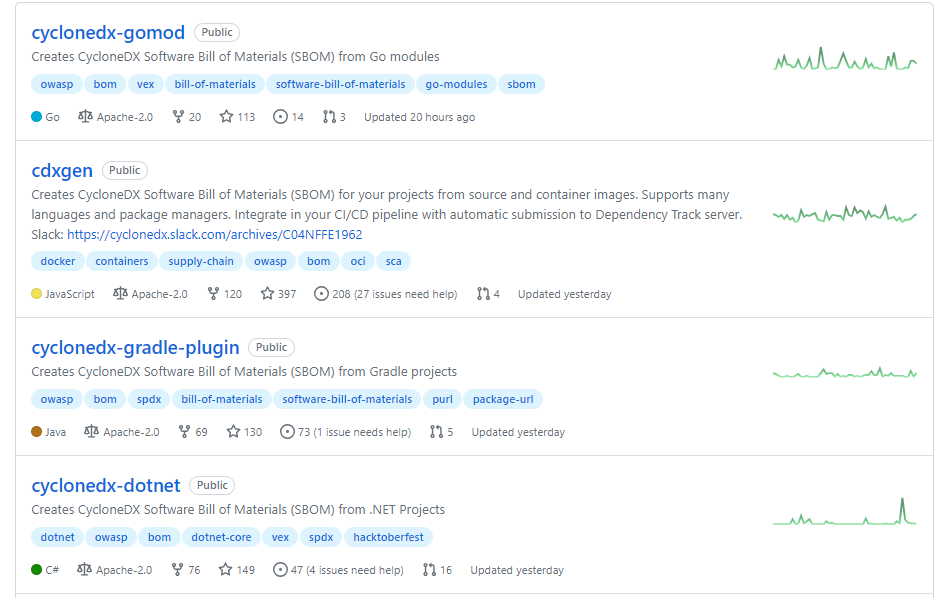 cyclonedx-gomod Public
Creates CycloneDX Software Bill of Materials (SBOM) from Go modules
owasp bom vex bill-of-materials software-bill-of-materials go-modules sbom
Go Apache-2.0 20 113 14 3 Updated 20 hours ago
cdxgen Public
Creates CycloneDX Software Bill of Materials (SBOM) for your projects from source and container images. Supports many
languages and package managers. Integrate in your CI/CD pipeline with automatic submission to Dependency Track server.
Slack: https://cyclonedx.slack.com/archives/C04NFFE1962
docker containers supply-chain owasp bom oci sca
JavaScript Apache-2.0 120 397 208 (27 issues need help) 4 Updated yesterday
cyclonedx-gradle-plugin Public
Creates CycloneDX Software Bill of Materials (SBOM) from Gradle projects
owasp bom spdx bill-of-materials software-bill-of-materials purl package-url
Java Apache-2.0 69 130 73 (1 issue needs help) 5 Updated yesterday
cyclonedx-dotnet Public
Creates CycloneDX Software Bill of Materials (SBOM) from .NET Projects
dotnet owasp bom dotnet-core vex spdx hacktoberfest
C# Apache-2.0 76 149 47 (4 issues need help) 16 Updated yesterday